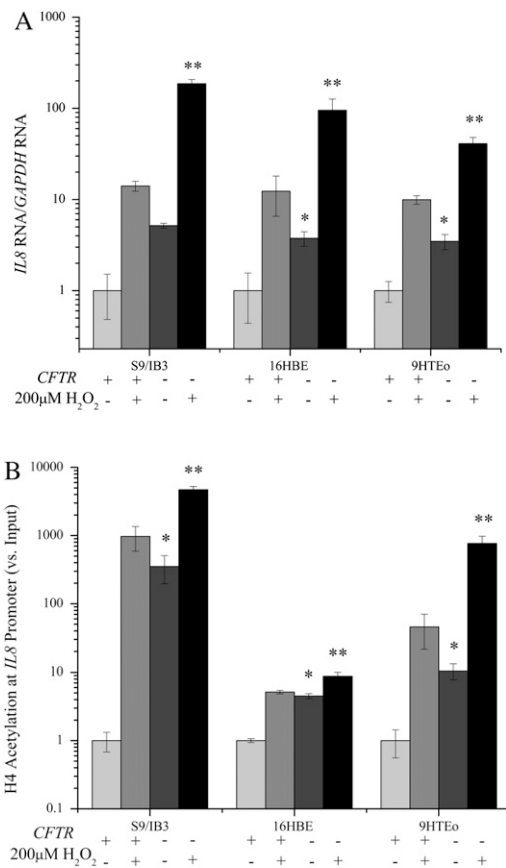 A
1000
**
**
100
**
IL8 RNA/GAPDH RNA
10
*
*
1
S9/IB3 16HBE 9HTEo
CFTR + + - - + + - - + + - -
200µM H₂O₂ - + - + - + - + - + - +
B
10000
**
1000
**
*
H4 Acetylation at IL8 Promoter (vs. Input)
100
*
10
**
*
1
0.1
S9/IB3 16HBE 9HTEo
CFTR + + - - + + - - + + - -
200µM H₂O₂ - + - + - + - + - + - +